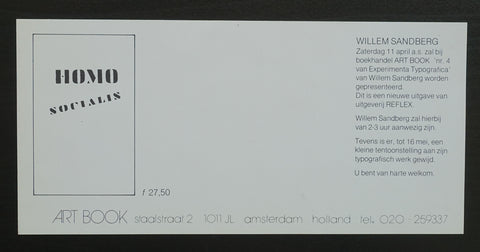 HOMO
SOCIALIS
f 27,50
WILLEM SANDBERG
Zaterdag 11 april a.s. zal bij
boekhandel ART BOOK 'nr. 4
van Experimenta Typografica'
van Willem Sandberg worden
gepresenteerd.
Dit is een nieuwe uitgave van
uitgeverij REFLEX.
Willem Sandberg zal hierbij
van 2-3 uur aanwezig zijn.
Tevens is er, tot 16 mei, een
kleine tentoonstelling aan zijn
typografisch werk gewijd.
U bent van harte welkom.
ART BOOK staalstraat 2 1011 JL amsterdam holland tel. 020 - 259337